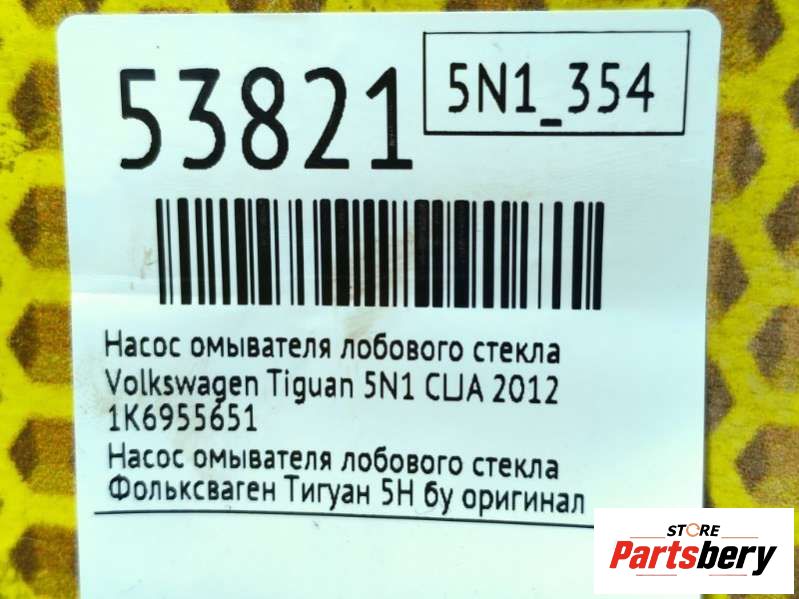 53821
5N1_354
Насос омывателя лобового стекла
Volkswagen Tiguan 5N1 США 2012
1K6955651
Насос омывателя лобового стекла
Фольксваген Тигуан 5Н бу оригинал
STORE
Partsbery